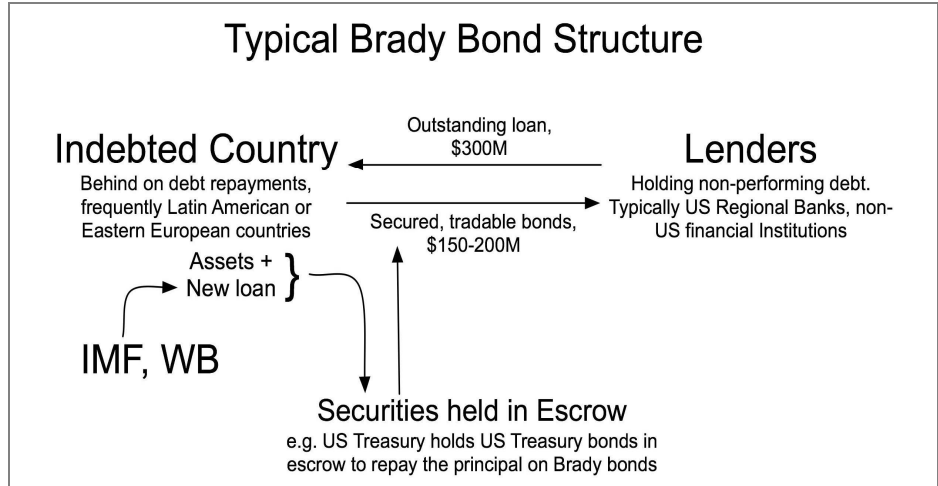 Typical Brady Bond Structure
Outstanding loan,
$300M
Indebted Country
Behind on debt repayments,
frequently Latin American or
Eastern European countries
Lenders
Holding non-performing debt.
Typically US Regional Banks, non-
US financial Institutions
Secured, tradable bonds,
$150-200M
Assets +
New loan }
IMF, WB
Securities held in Escrow
e.g. US Treasury holds US Treasury bonds in
escrow to repay the principal on Brady bonds